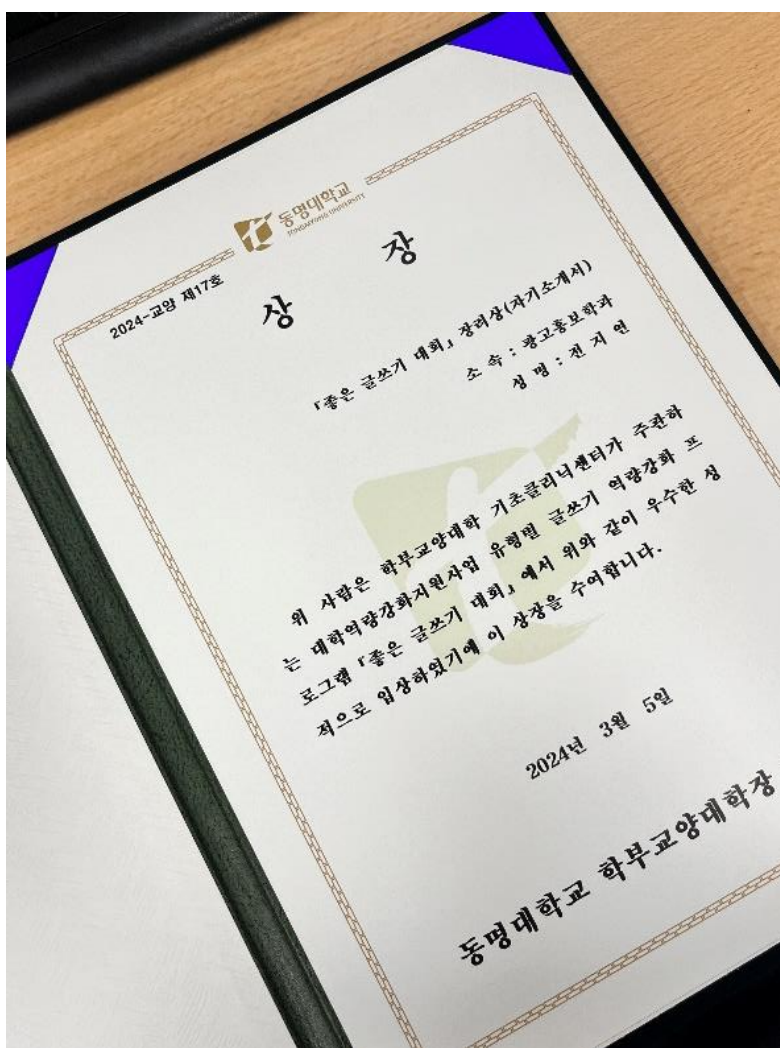 동명대학교
TONGMYONG UNIVERSITY
2024-교양 제17호
상 장
『좋은 글쓰기 대회』 장려상(자기소개서)
소 속 : 광고홍보학과
성 명 : 전 지 연
위 사람은 학부교양대학 기초클리닉센터가 주관하
는 대학역량강화지원사업 유형별 글쓰기 역량강화 프
로그램 『좋은 글쓰기 대회』에서 위와 같이 우수한 성
적으로 입상하였기에 이 상장을 수여합니다.
2024년 3월 5일
동명대학교 학부교양대학장